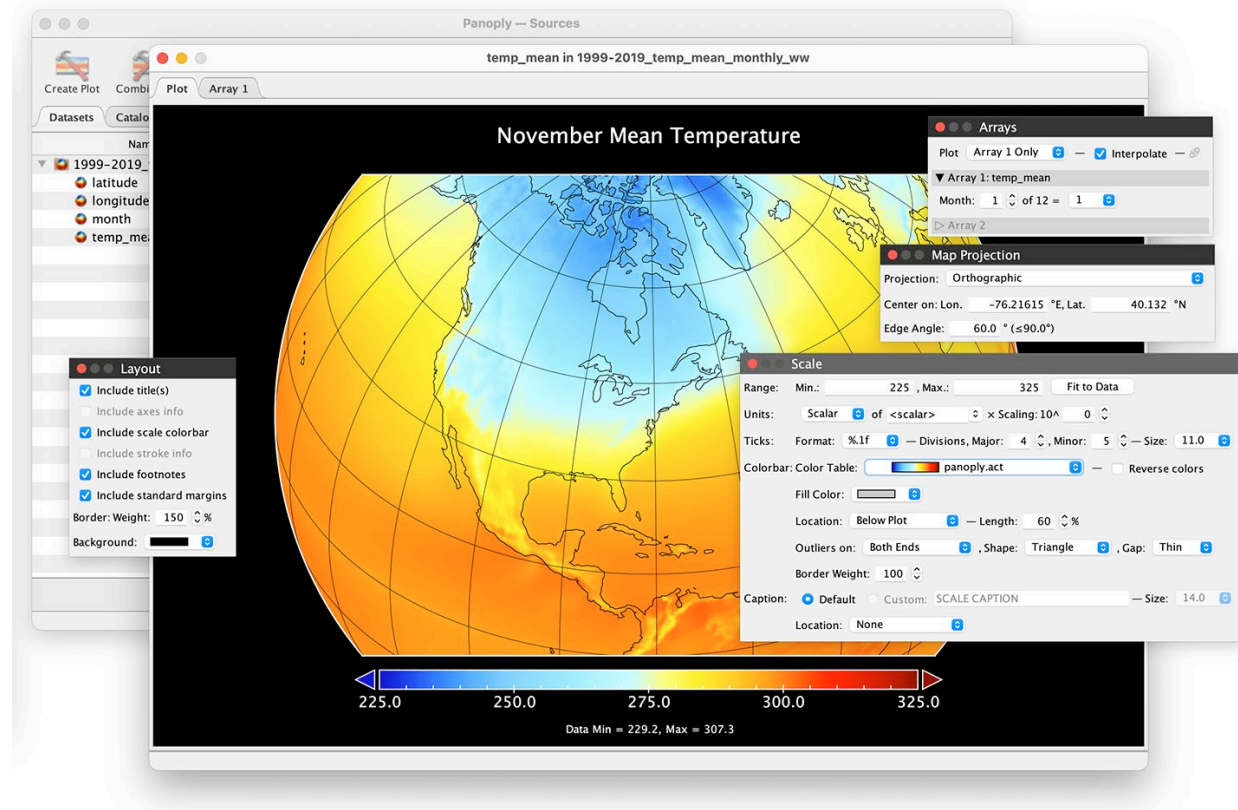 Panoply — Sources
Create Plot
Combi
Datasets
Catalo
Nam
1999-2019_
latitude
longitude
month
temp_mea
temp_mean in 1999-2019_temp_mean_monthly_ww
Plot
Array 1
November Mean Temperature
225.0 250.0 275.0 300.0 325.0
Data Min = 229.2, Max = 307.3
Layout
Include title(s)
Include axes info
Include scale colorbar
Include stroke info
Include footnotes
Include standard margins
Border: Weight: 150 %
Background:
Arrays
Plot Array 1 Only — Interpolate —
Array 1: temp_mean
Month: 1 of 12 = 1
Array 2
Map Projection
Projection: Orthographic
Center on: Lon. -76.21615 °E, Lat. 40.132 °N
Edge Angle: 60.0 ° (≤90.0°)
Scale
Range: Min.: 225 , Max.: 325 Fit to Data
Units: Scalar of <scalar> × Scaling: 10^ 0
Ticks: Format: %.1f — Divisions, Major: 4 , Minor: 5 — Size: 11.0
Colorbar: Color Table: panoply.act — Reverse colors
Fill Color:
Location: Below Plot — Length: 60 %
Outliers on: Both Ends , Shape: Triangle , Gap: Thin
Border Weight: 100
Caption: Default Custom: SCALE CAPTION — Size: 14.0
Location: None